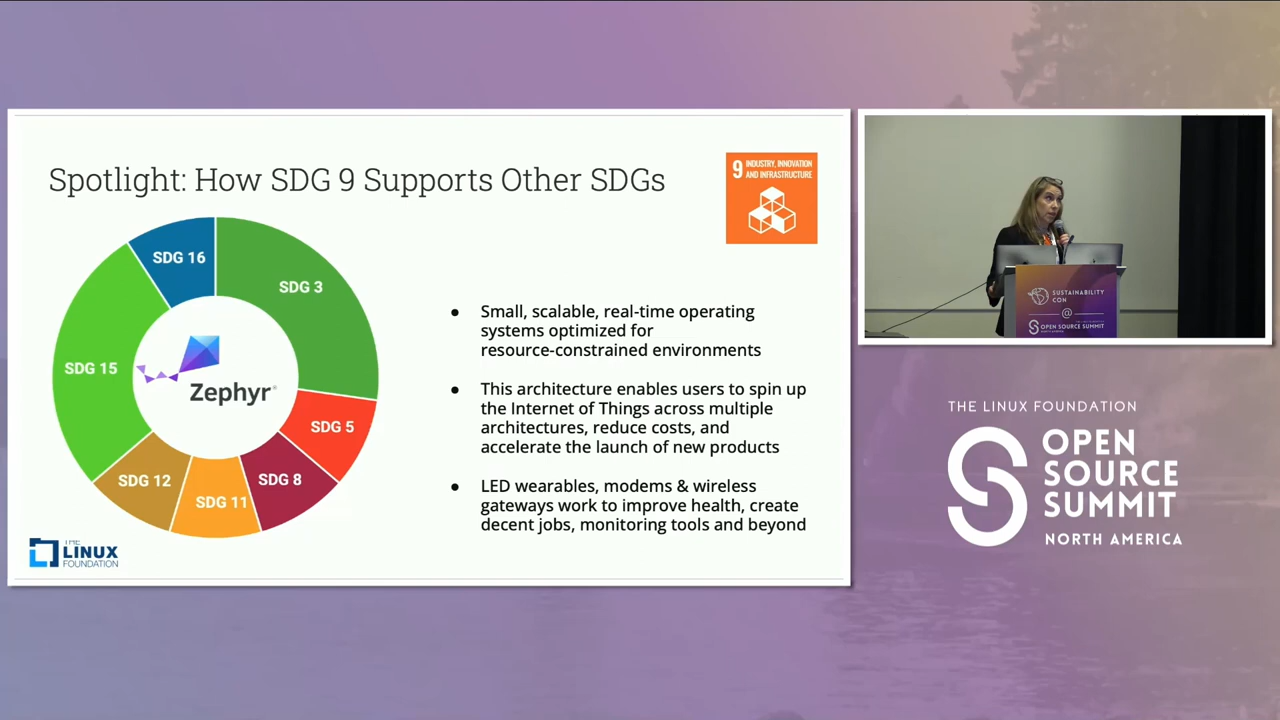 Spotlight: How SDG 9 Supports Other SDGs
9 INDUSTRY, INNOVATION
AND INFRASTRUCTURE
SDG 16
SDG 3
SDG 15
SDG 5
SDG 12
SDG 8
SDG 11
Zephyr
● Small, scalable, real-time operating
systems optimized for
resource-constrained environments
● This architecture enables users to spin up
the Internet of Things across multiple
architectures, reduce costs, and
accelerate the launch of new products
● LED wearables, modems & wireless
gateways work to improve health, create
decent jobs, monitoring tools and beyond
THE
LINUX
FOUNDATION
SUSTAINABILITY
CON
@
OPEN SOURCE SUMMIT
THE LINUX FOUNDATION
OPEN
SOURCE
SUMMIT
NORTH AMERICA